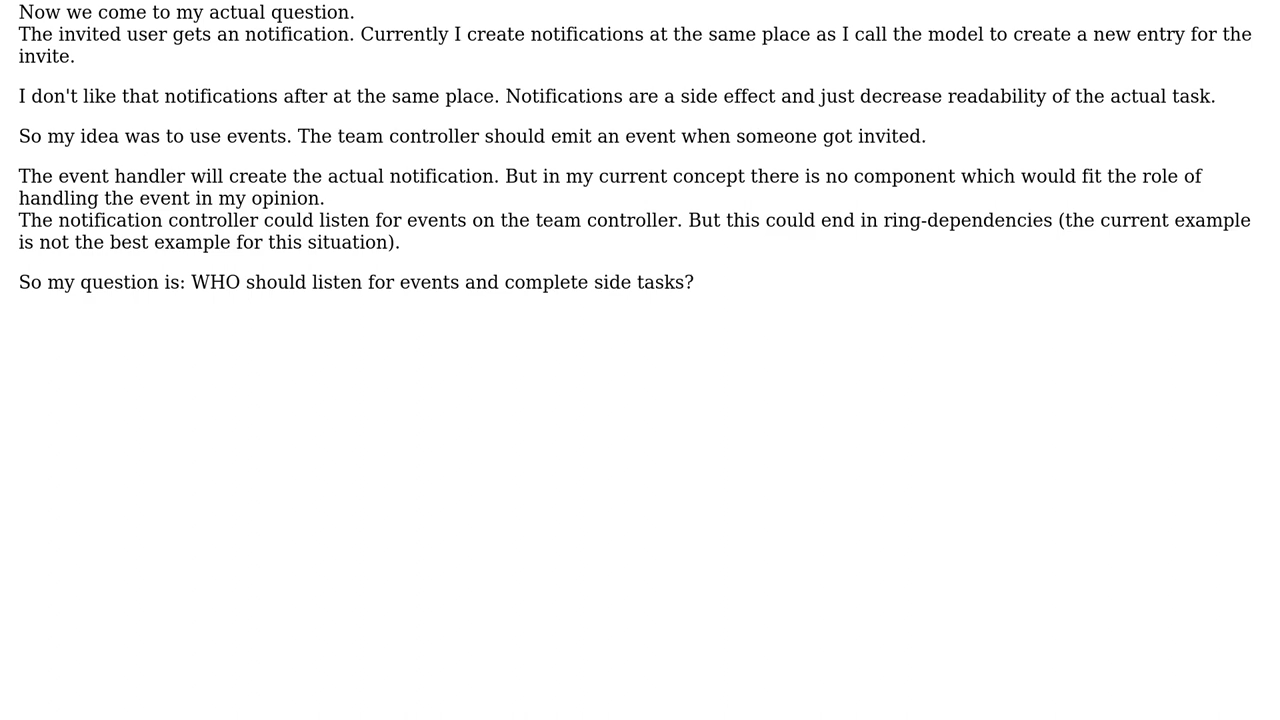 Now we come to my actual question.
The invited user gets an notification. Currently I create notifications at the same place as I call the model to create a new entry for the
invite.
I don't like that notifications after at the same place. Notifications are a side effect and just decrease readability of the actual task.
So my idea was to use events. The team controller should emit an event when someone got invited.
The event handler will create the actual notification. But in my current concept there is no component which would fit the role of
handling the event in my opinion.
The notification controller could listen for events on the team controller. But this could end in ring-dependencies (the current example
is not the best example for this situation).
So my question is: WHO should listen for events and complete side tasks?